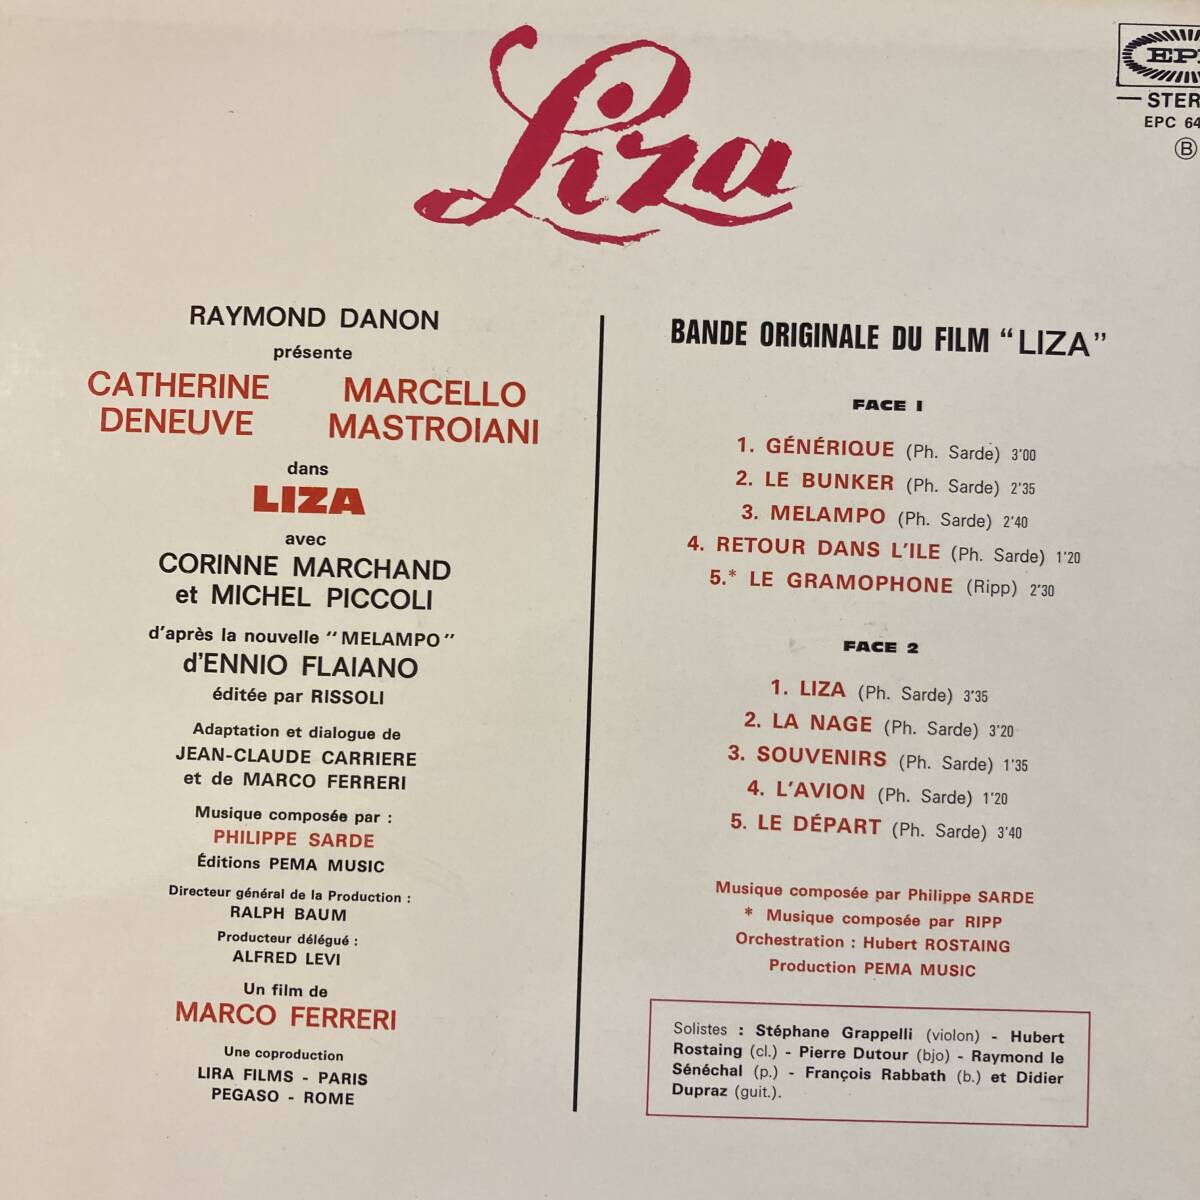 Liza
STEREO
EPC 64
B
RAYMOND DANON
présente
CATHERINE DENEUVE
MARCELLO MASTROIANI
dans
LIZA
avec
CORINNE MARCHAND
et MICHEL PICCOLI
d'après la nouvelle "MELAMPO"
d'ENNIO FLAIANO
éditée par RISSOLI
Adaptation et dialogue de
JEAN-CLAUDE CARRIERE
et de MARCO FERRERI
Musique composée par :
PHILIPPE SARDE
Éditions PEMA MUSIC
Directeur général de la Production :
RALPH BAUM
Producteur délégué :
ALFRED LEVI
Un film de
MARCO FERRERI
Une coproduction
LIRA FILMS - PARIS
PEGASO - ROME
BANDE ORIGINALE DU FILM "LIZA"
FACE 1
1. GÉNÉRIQUE (Ph. Sarde) 3'00
2. LE BUNKER (Ph. Sarde) 2'35
3. MELAMPO (Ph. Sarde) 2'40
4. RETOUR DANS L'ILE (Ph. Sarde) 1'20
5.* LE GRAMOPHONE (Ripp) 2'30
FACE 2
1. LIZA (Ph. Sarde) 3'35
2. LA NAGE (Ph. Sarde) 3'20
3. SOUVENIRS (Ph. Sarde) 1'35
4. L'AVION (Ph. Sarde) 1'20
5. LE DÉPART (Ph. Sarde) 3'40
Musique composée par Philippe SARDE
* Musique composée par RIPP
Orchestration : Hubert ROSTAING
Production PEMA MUSIC
Solistes : Stéphane Grappelli (violon) - Hubert
Rostaing (cl.) - Pierre Dutour (bjo) - Raymond le
Sénéchal (p.) - François Rabbath (b.) et Didier
Dupraz (guit.).